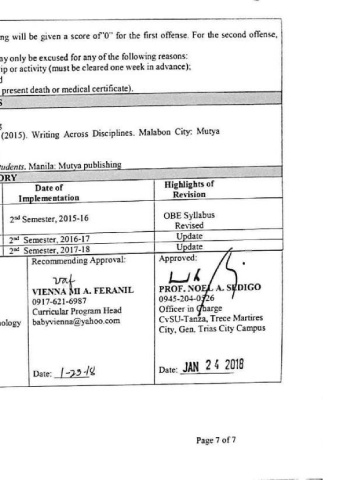 ng will be given a score of"0" for the first offense. For the second offense,
ay only be excused for any of the following reasons:
ip or activity (must be cleared one week in advance);
d
present death or medical certificate).
S
(2015). Writing Across Disciplines. Malabon City: Mutya
tudents. Manila: Mutya publishing
ORY
Date of Implementation
Highlights of Revision
2nd Semester, 2015-16
OBE Syllabus Revised
2nd Semester, 2016-17
Update
2nd Semester, 2017-18
Update
Recommending Approval:
VIENNA MI A. FERANIL
0917-621-6987
Curricular Program Head
babyvienna@yahoo.com
nology
Date: 1-23-18
Approved:
PROF. NOEL A. SEDIGO
0945-204-0526
Officer in Charge
CvSU-Tanza, Trece Martires
City, Gen. Trias City Campus
Date: JAN 24 2018
Page 7 of 7